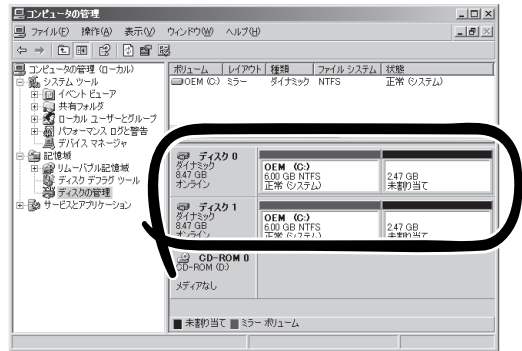 コンピュータの管理
ファイル(F) 操作(A) 表示(V) ウィンドウ(W) ヘルプ(H)
コンピュータの管理 (ローカル)
システム ツール
イベント ビューア
共有フォルダ
ローカル ユーザーとグループ
パフォーマンス ログと警告
デバイス マネージャ
記憶域
リムーバブル記憶域
ディスク デフラグ ツール
ディスクの管理
サービスとアプリケーション
ボリューム レイアウト 種類 ファイル システム 状態
OEM (C:) ミラー ダイナミック NTFS 正常 (システム)
ディスク 0
ダイナミック
8.47 GB
オンライン
OEM (C:)
6.00 GB NTFS
正常 (システム)
2.47 GB
未割り当て
ディスク 1
ダイナミック
8.47 GB
オンライン
OEM (C:)
6.00 GB NTFS
正常 (システム)
2.47 GB
未割り当て
CD-ROM 0
CD-ROM (D:)
メディアなし
未割り当て ミラー ボリューム